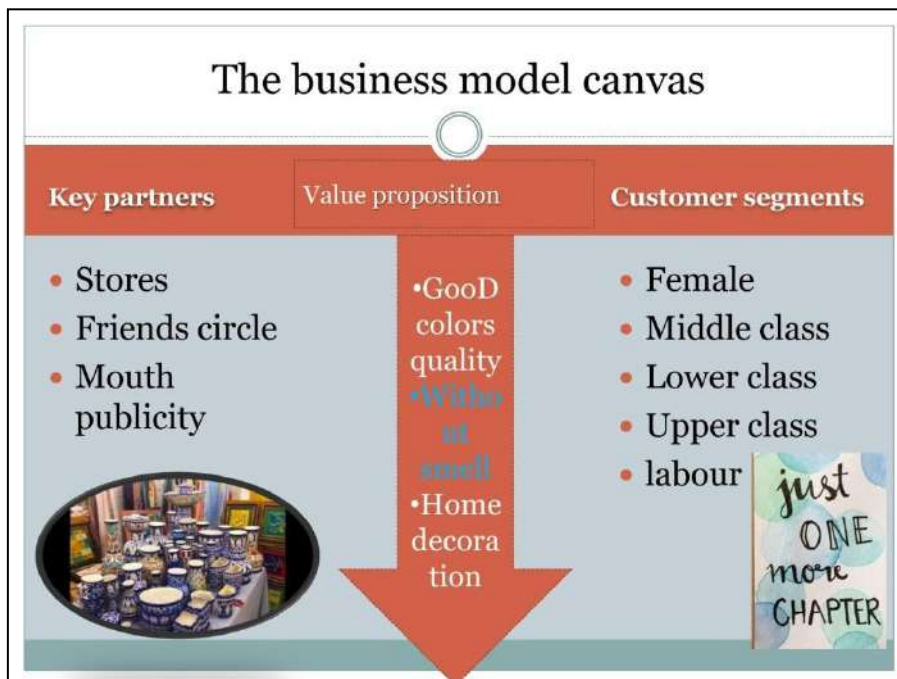 The business model canvas
Key partners
Value proposition
Customer segments
• Stores
• Friends circle
• Mouth
publicity
•GooD
colors
quality
•Witho
ut
smell
•Home
decora
tion
• Female
• Middle class
• Lower class
• Upper class
• labour
just
ONE
more
CHAPTER